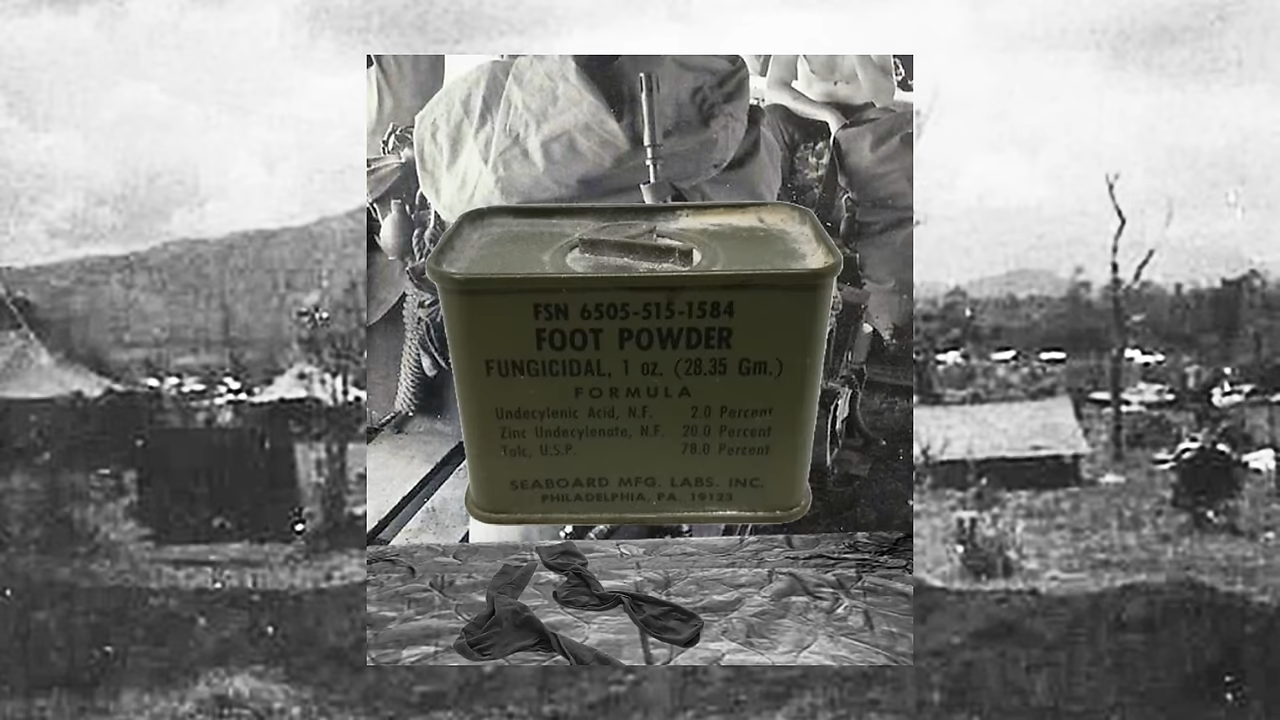 FSN 6505-515-1584
FOOT POWDER
FUNGICIDAL, 1 oz. (28.35 Gm.)
FORMULA
Undecylenic Acid, N.F. 2.0 Percent
Zinc Undecylenate, N.F. 20.0 Percent
Talc, U.S.P. 78.0 Percent
SEABOARD MFG. LABS. INC.
PHILADELPHIA, PA. 19123